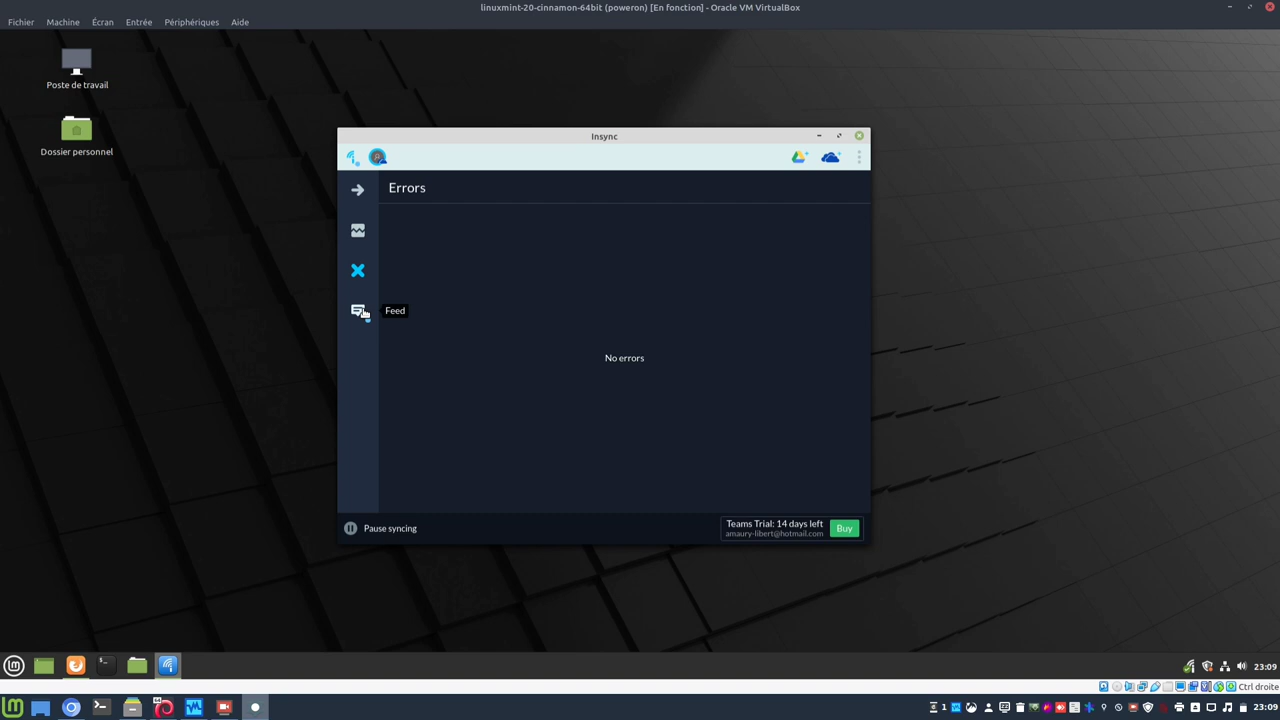 linuxmint-20-cinnamon-64bit (poweron) [En fonction] - Oracle VM VirtualBox
Fichier Machine Écran Entrée Périphériques Aide
Poste de travail
Dossier personnel
Insync
Errors
Feed
No errors
Pause syncing
Teams Trial: 14 days left
amaury-libert@hotmail.com
Buy
23:09
Ctrl droite
1
23:09